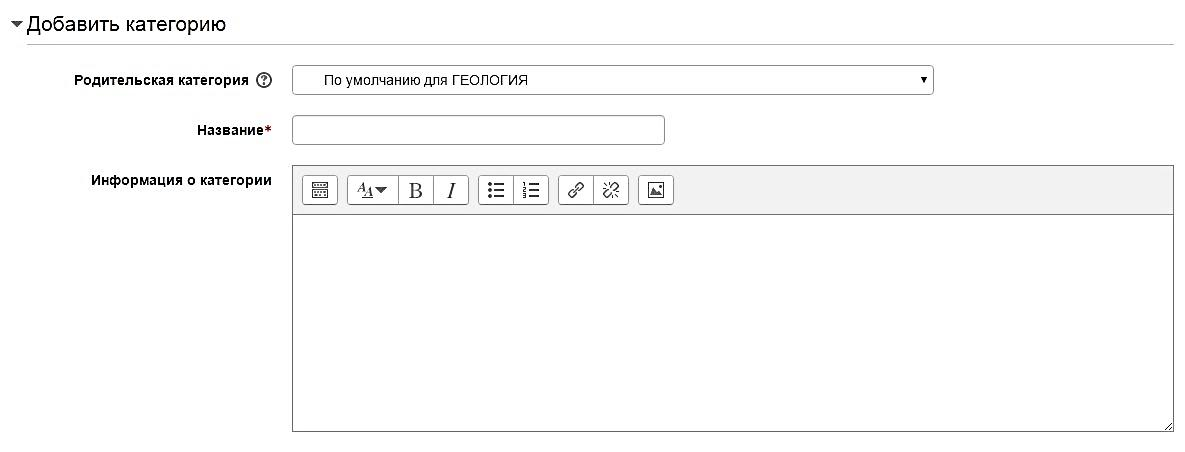 Добавить категорию
Родительская категория
По умолчанию для ГЕОЛОГИЯ
Название*
Информация о категории